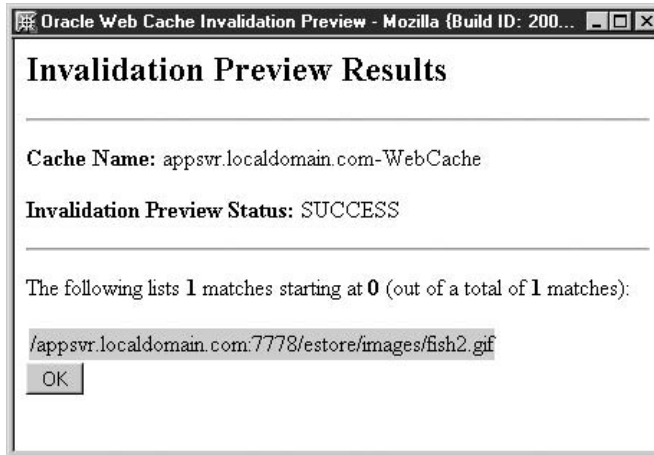 Oracle Web Cache Invalidation Preview - Mozilla {Build ID: 200...
Invalidation Preview Results
Cache Name: appsvr.localdomain.com-WebCache
Invalidation Preview Status: SUCCESS
The following lists 1 matches starting at 0 (out of a total of 1 matches):
/appsvr.localdomain.com:7778/estore/images/fish2.gif
OK